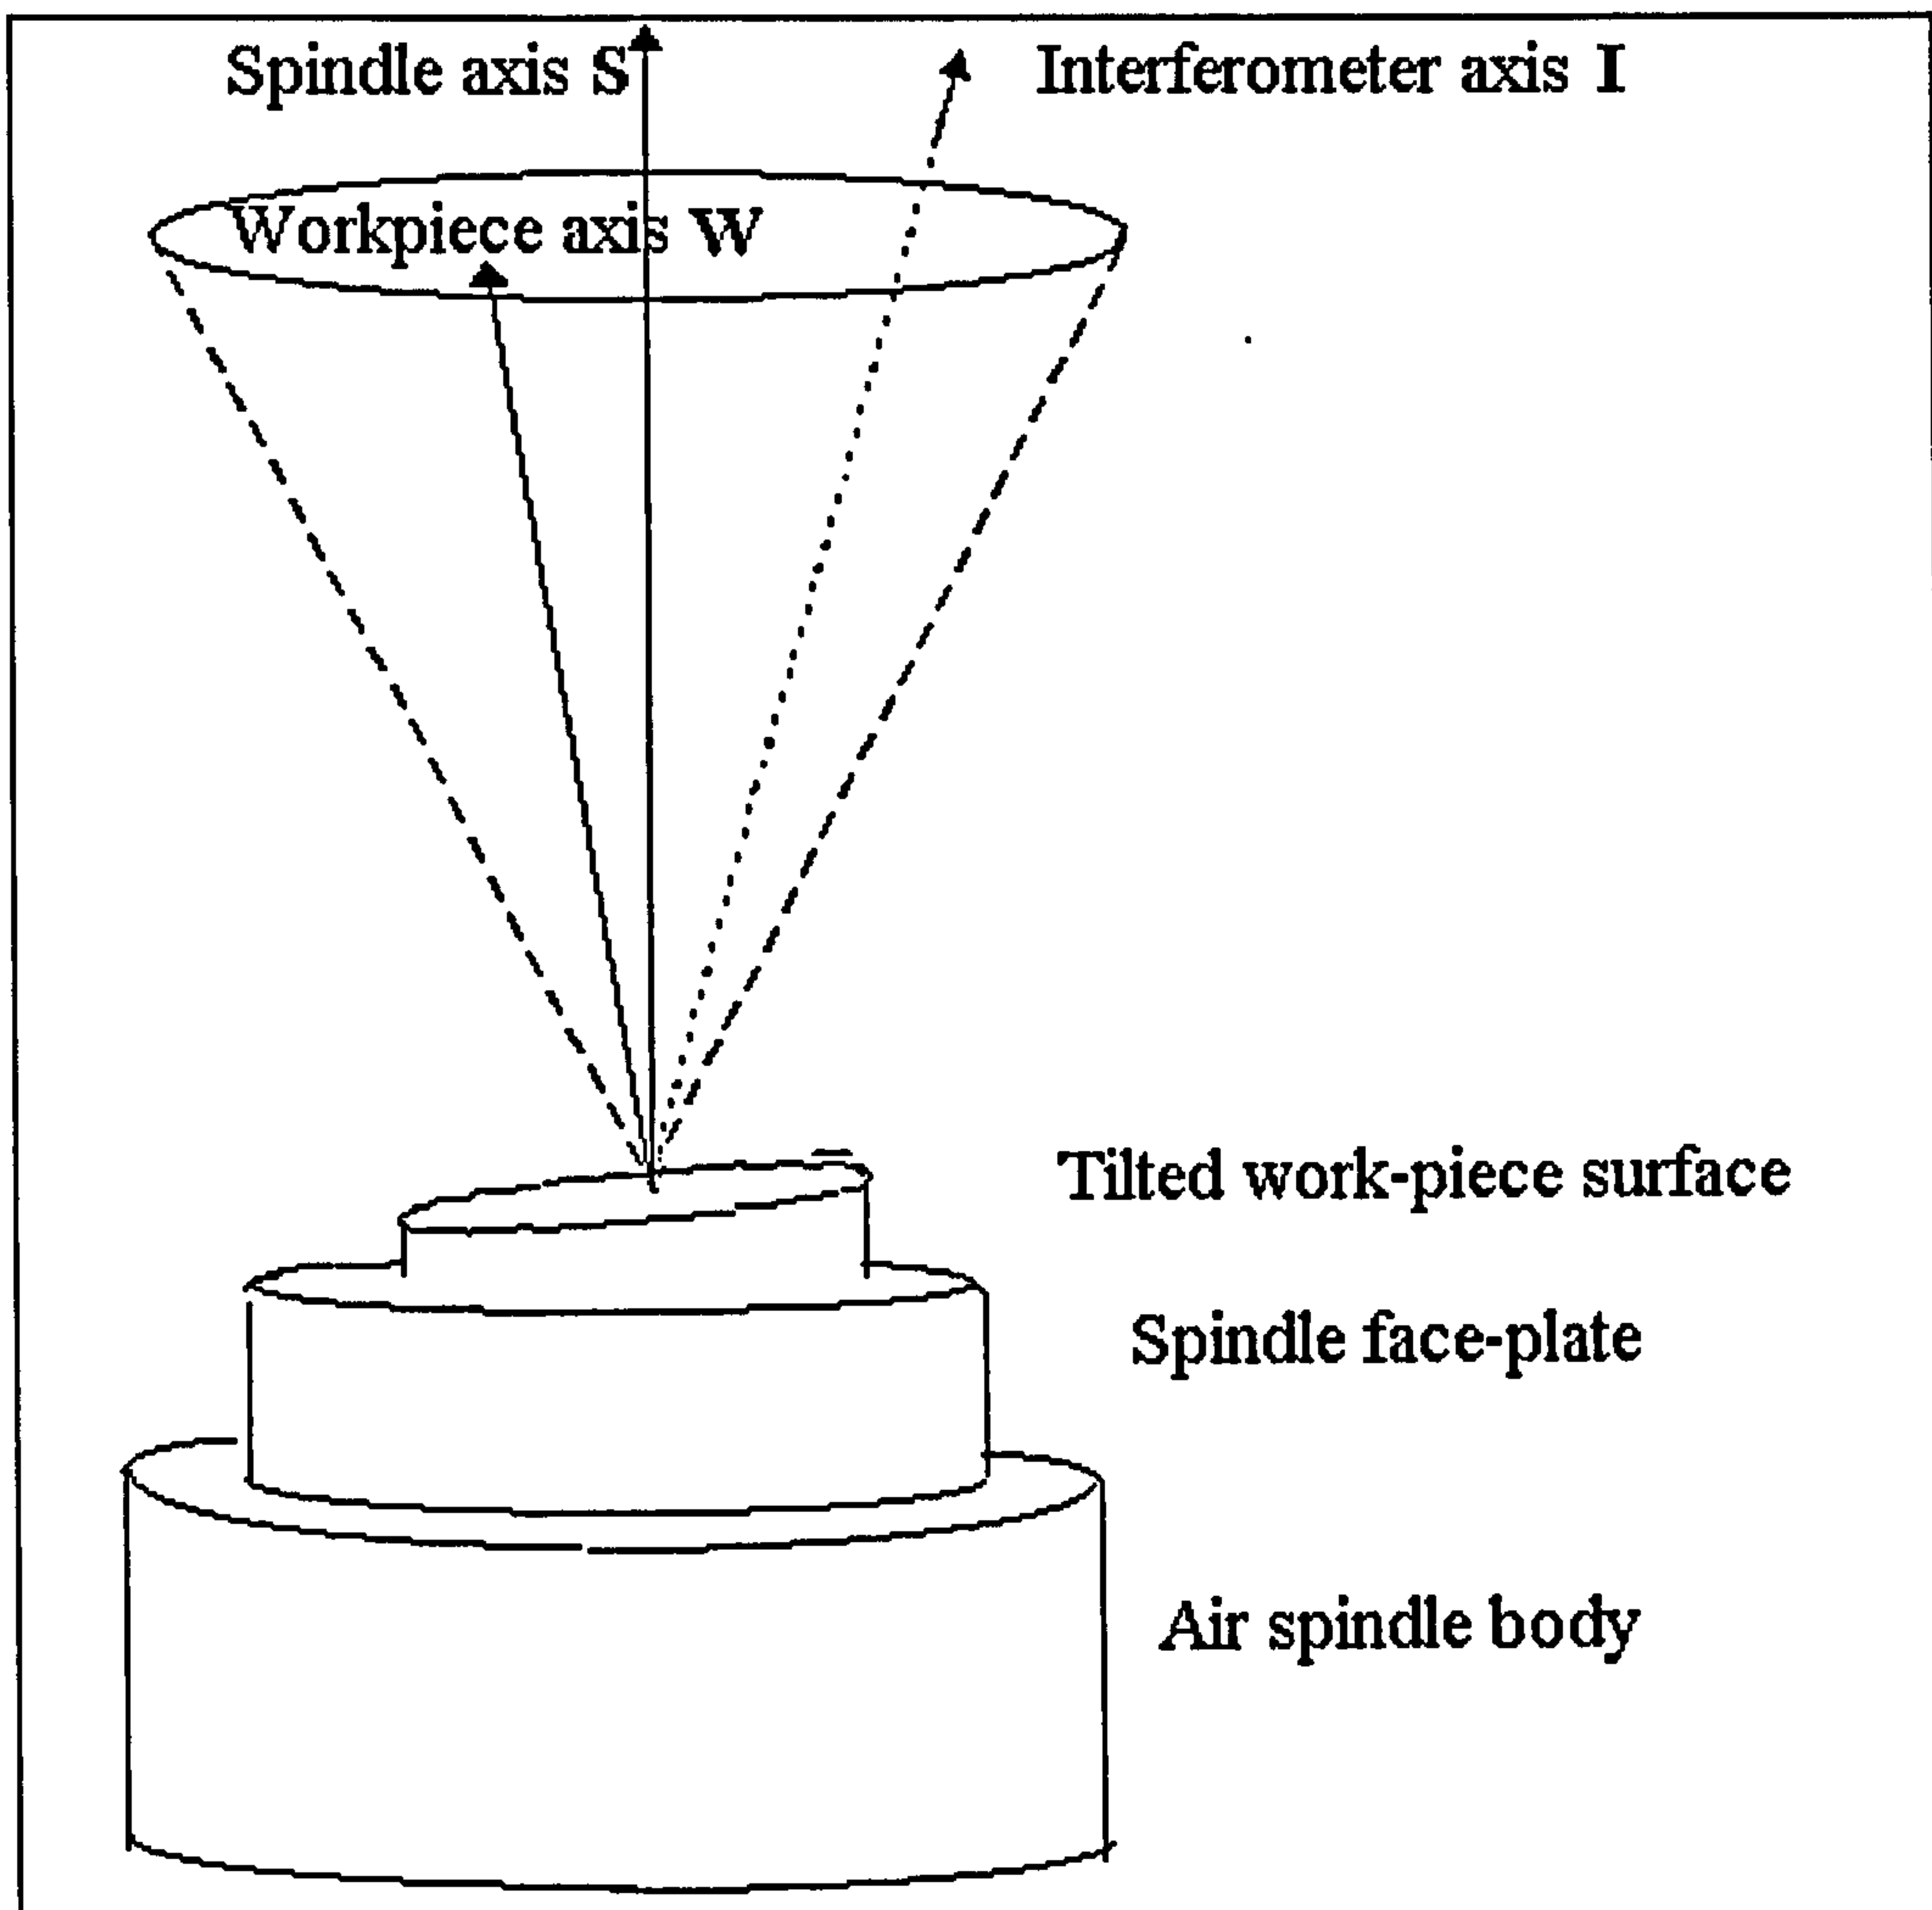 Spindle axis S
Interferometer axis I
Workpiece axis W
Tilted work-piece surface
Spindle face-plate
Air spindle body